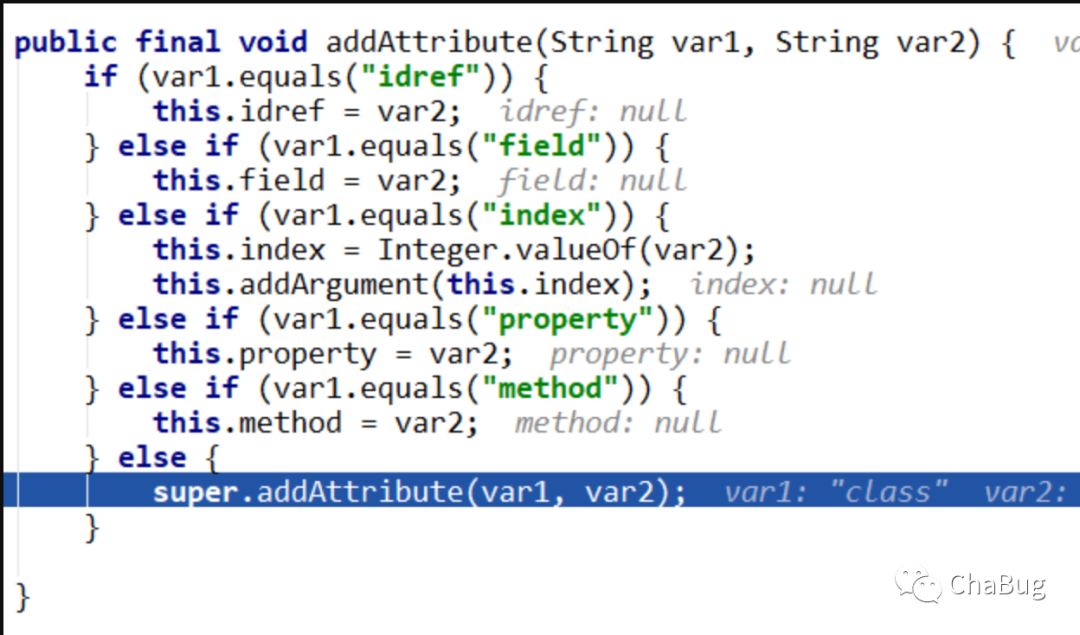 public final void addAttribute(String var1, String var2) {
if (var1.equals("idref")) {
this.idref = var2; idref: null
} else if (var1.equals("field")) {
this.field = var2; field: null
} else if (var1.equals("index")) {
this.index = Integer.valueOf(var2);
this.addArgument(this.index); index: null
} else if (var1.equals("property")) {
this.property = var2; property: null
} else if (var1.equals("method")) {
this.method = var2; method: null
} else {
super.addAttribute(var1, var2); var1: "class" var2:
}
}
ChaBug